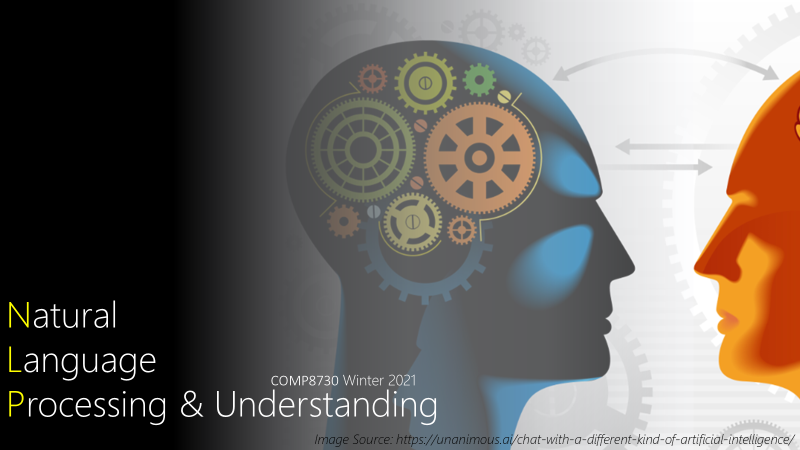 Natural
Language
COMP8730 Winter 2021
Processing & Understanding
Image Source: https://unanimous.ai/chat-with-a-different-kind-of-artificial-intelligence/